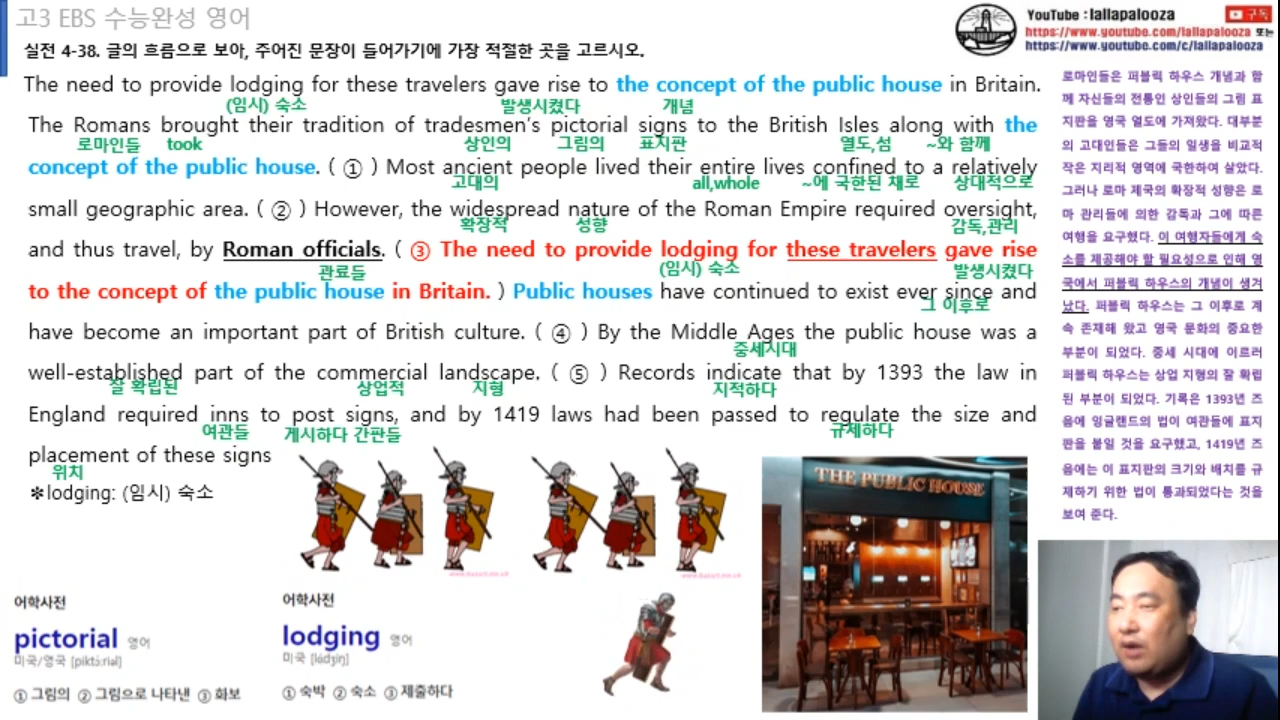 고3 EBS 수능완성 영어
YouTube : lallapalooza
구독
https://www.youtube.com/lallapalooza 또는
https://www.youtube.com/c/lallapalooza
실전 4-38. 글의 흐름으로 보아, 주어진 문장이 들어가기에 가장 적절한 곳을 고르시오.
The need to provide lodging for these travelers gave rise to the concept of the public house in Britain.
(임시) 숙소 발생시켰다 개념
The Romans brought their tradition of tradesmen's pictorial signs to the British Isles along with the
로마인들 took 상인의 그림의 표지판 열도,섬 ~와 함께
concept of the public house. ( ① ) Most ancient people lived their entire lives confined to a relatively
고대의 all,whole ~에 국한된 채로 상대적으로
small geographic area. ( ② ) However, the widespread nature of the Roman Empire required oversight,
확장적 성향 감독,관리
and thus travel, by Roman officials. ( ③ The need to provide lodging for these travelers gave rise
관료들 (임시) 숙소 발생시켰다
to the concept of the public house in Britain. ) Public houses have continued to exist ever since and
그 이후로
have become an important part of British culture. ( ④ ) By the Middle Ages the public house was a
중세시대
well-established part of the commercial landscape. ( ⑤ ) Records indicate that by 1393 the law in
잘 확립된 상업적 지형 지적하다
England required inns to post signs, and by 1419 laws had been passed to regulate the size and
여관들 게시하다 간판들 규제하다
placement of these signs
위치
✻lodging: (임시) 숙소
로마인들은 퍼블릭 하우스 개념과 함
께 자신들의 전통인 상인들의 그림 표
지판을 영국 열도에 가져왔다. 대부분
의 고대인들은 그들의 일생을 비교적
작은 지리적 영역에 국한하여 살았다.
그러나 로마 제국의 확장적 성향은 로
마 관리들에 의한 감독과 그에 따른
여행을 요구했다. 이 여행자들에게 숙
소를 제공해야 할 필요성으로 인해 영
국에서 퍼블릭 하우스의 개념이 생겨
났다. 퍼블릭 하우스는 그 이후로 계
속 존재해 왔고 영국 문화의 중요한
부분이 되었다. 중세 시대에 이르러
퍼블릭 하우스는 상업 지형의 잘 확립
된 부분이 되었다. 기록은 1393년 즈
음에 잉글랜드의 법이 여관들에 표지
판을 붙일 것을 요구했고, 1419년 즈
음에는 이 표지판의 크기와 배치를 규
제하기 위한 법이 통과되었다는 것을
보여 준다.
THE PUBLIC HOUSE
어학사전
pictorial 영어
미국/영국 [piktɔ:riəl]
① 그림의 ② 그림으로 나타낸 ③ 화보
어학사전
lodging 영어
미국 [lɑ́dʒiŋ]
① 숙박 ② 숙소 ③ 제출하다